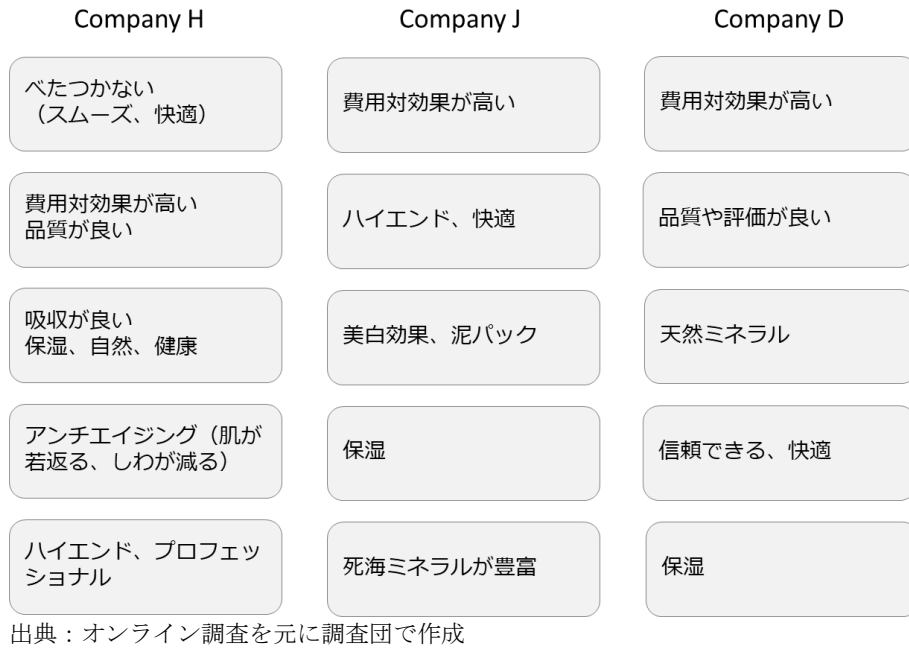 Company H
Company J
Company D
べたつかない
（スムーズ、快適）
費用対効果が高い
費用対効果が高い
費用対効果が高い
品質が良い
ハイエンド、快適
品質や評価が良い
吸収が良い
保湿、自然、健康
美白効果、泥パック
天然ミネラル
アンチエイジング（肌が
若返る、しわが減る）
保湿
信頼できる、快適
ハイエンド、プロフェッ
ショナル
死海ミネラルが豊富
保湿
出典：オンライン調査を元に調査団で作成